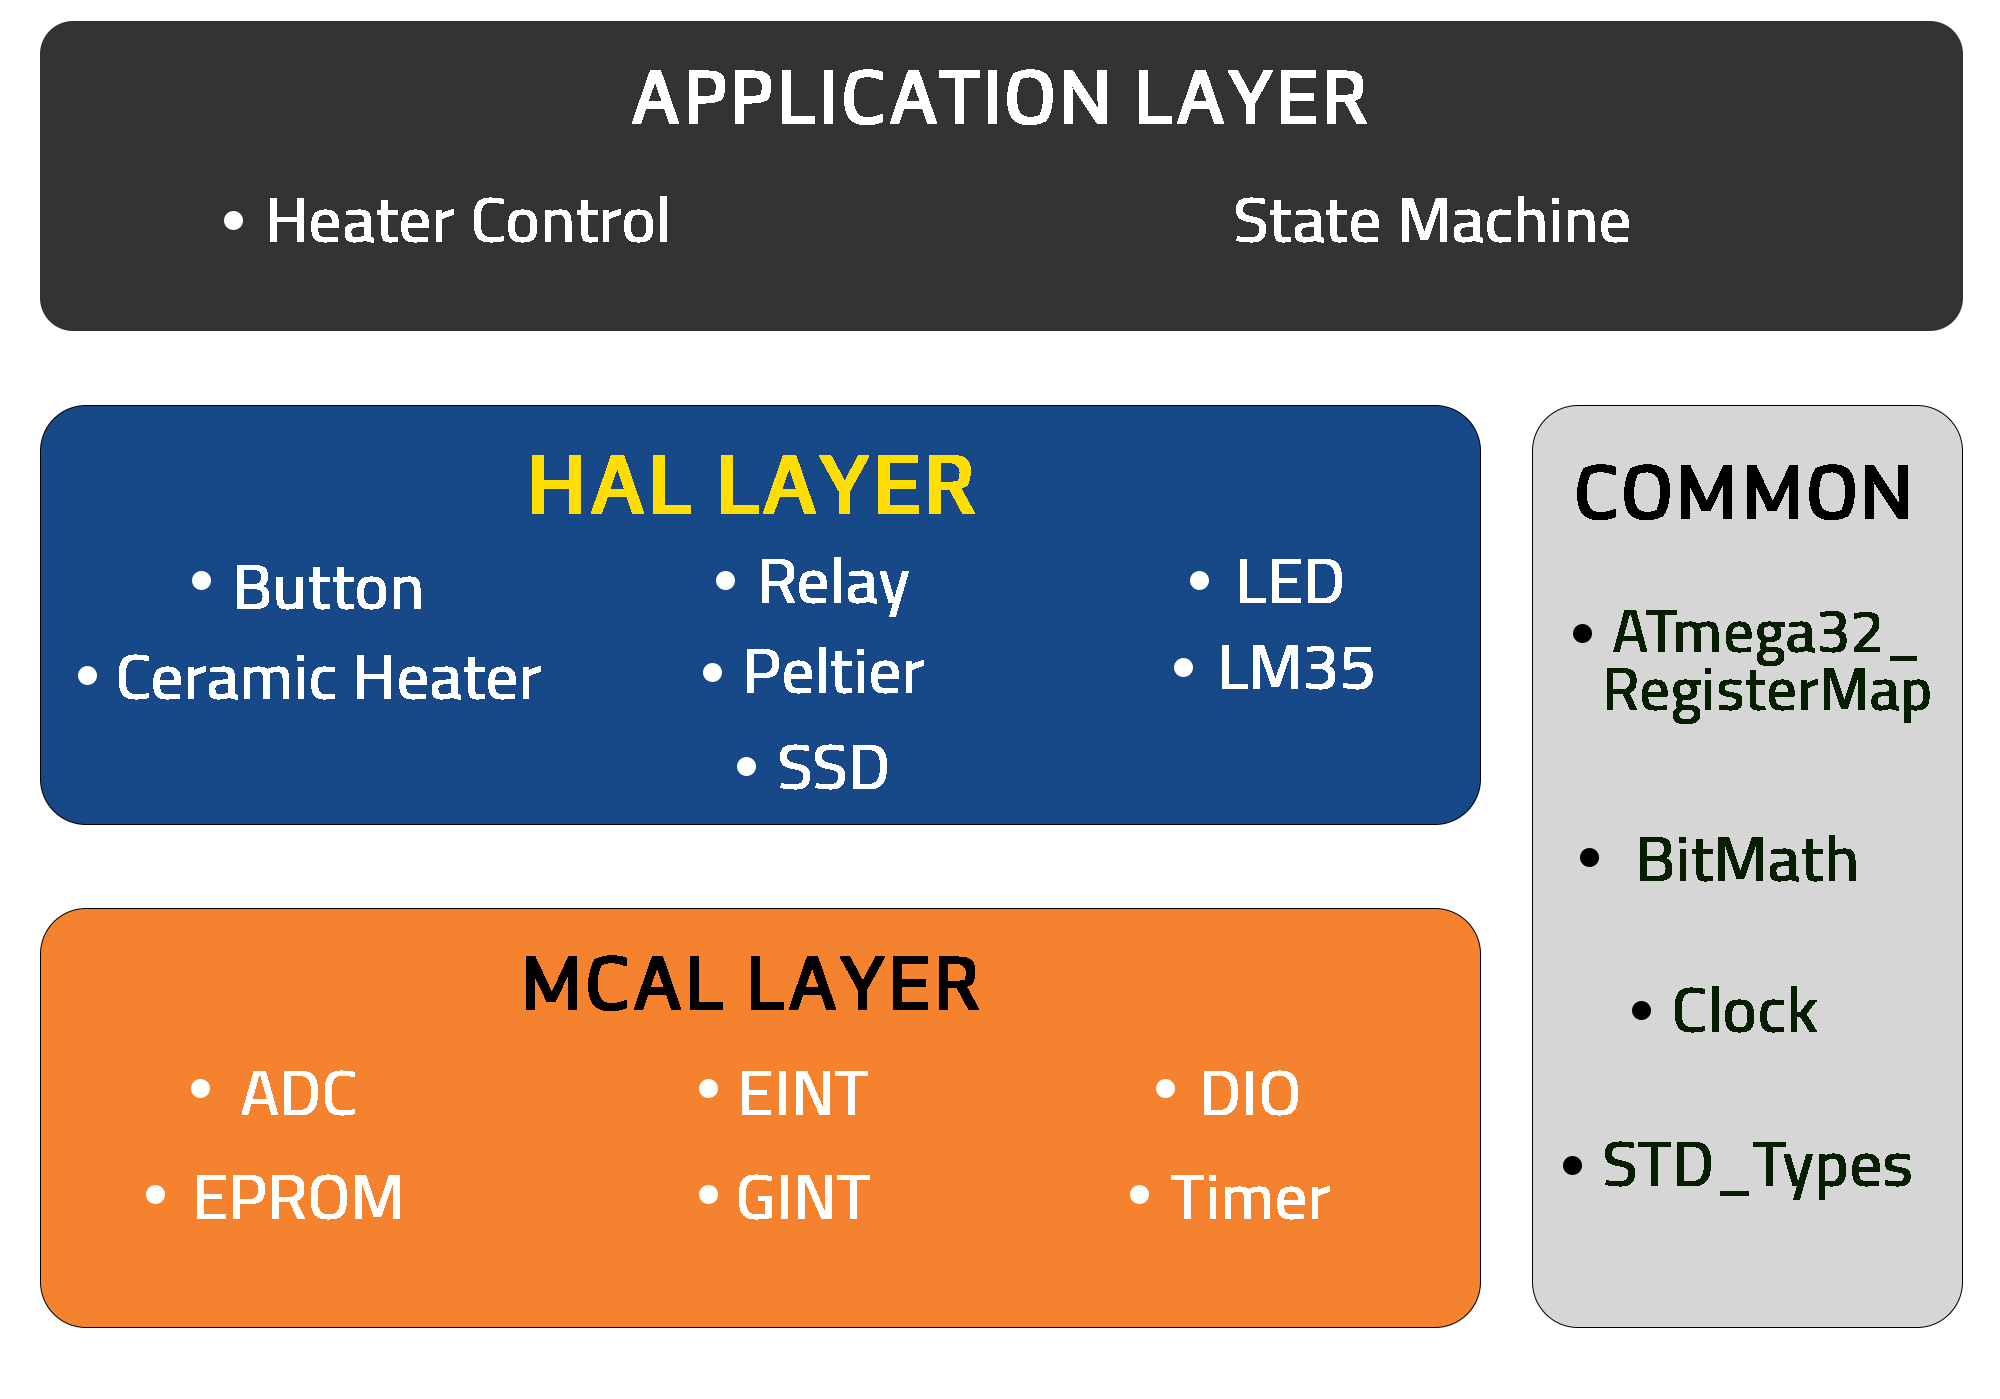 APPLICATION LAYER
• Heater Control
State Machine
HAL LAYER
• Button
• Relay
• LED
• Ceramic Heater
• Peltier
• LM35
• SSD
COMMON
• ATmega32_
RegisterMap
• BitMath
• Clock
• STD_Types
MCAL LAYER
• ADC
• EINT
• DIO
• EPROM
• GINT
• Timer